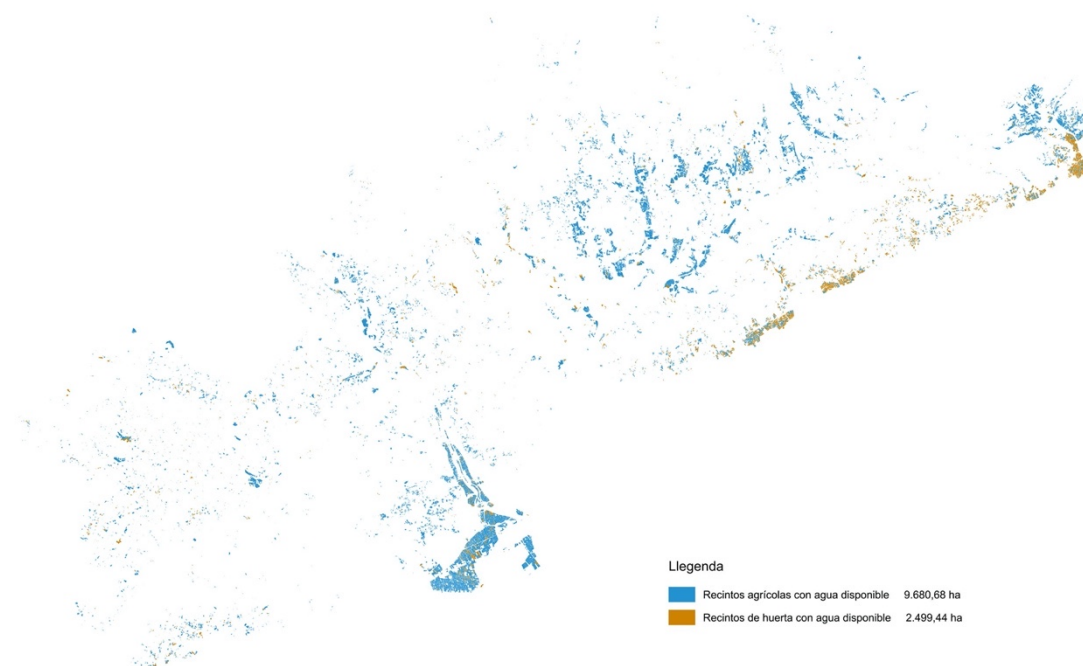 Llegenda
Recintos agrícolas con agua disponible 9.680,68 ha
Recintos de huerta con agua disponible 2.499,44 ha